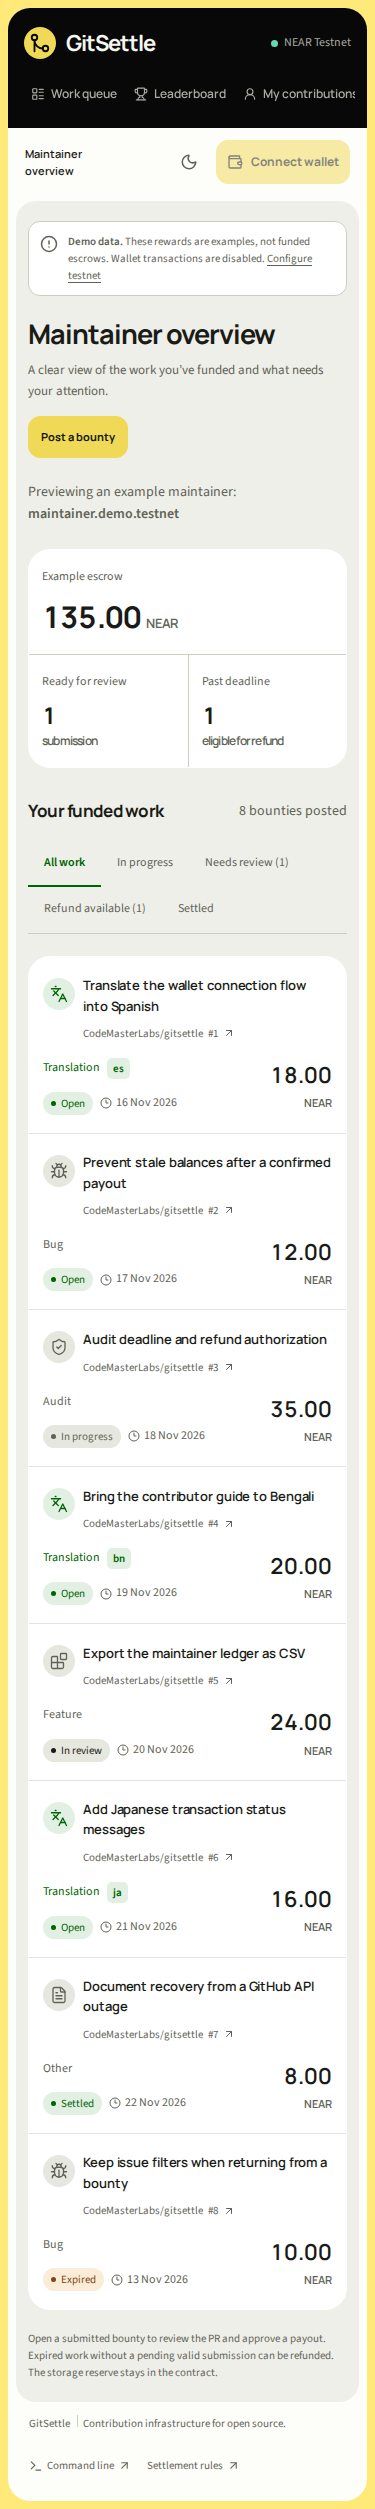 GitSettle
NEAR Testnet
Work queue
Leaderboard
My contributions
Maintainer
overview
Connect wallet
Demo data. These rewards are examples, not funded
escrows. Wallet transactions are disabled. Configure
testnet
Maintainer overview
A clear view of the work you've funded and what needs
your attention.
Post a bounty
Previewing an example maintainer:
maintainer.demo.testnet
Example escrow
135.00 NEAR
Ready for review
1
submission
Past deadline
1
eligible for refund
Your funded work
8 bounties posted
All work
In progress
Needs review (1)
Refund available (1)
Settled
Translate the wallet connection flow
into Spanish
CodeMasterLabs/gitsettle #1
Translation es
18.00
Open
16 Nov 2026
NEAR
Prevent stale balances after a confirmed
payout
CodeMasterLabs/gitsettle #2
Bug
12.00
Open
17 Nov 2026
NEAR
Audit deadline and refund authorization
CodeMasterLabs/gitsettle #3
Audit
35.00
In progress
18 Nov 2026
NEAR
Bring the contributor guide to Bengali
CodeMasterLabs/gitsettle #4
Translation bn
20.00
Open
19 Nov 2026
NEAR
Export the maintainer ledger as CSV
CodeMasterLabs/gitsettle #5
Feature
24.00
In review
20 Nov 2026
NEAR
Add Japanese transaction status
messages
CodeMasterLabs/gitsettle #6
Translation ja
16.00
Open
21 Nov 2026
NEAR
Document recovery from a GitHub API
outage
CodeMasterLabs/gitsettle #7
Other
8.00
Settled
22 Nov 2026
NEAR
Keep issue filters when returning from a
bounty
CodeMasterLabs/gitsettle #8
Bug
10.00
Expired
13 Nov 2026
NEAR
Open a submitted bounty to review the PR and approve a payout.
Expired work without a pending valid submission can be refunded.
The storage reserve stays in the contract.
GitSettle
Contribution infrastructure for open source.
Command line
Settlement rules